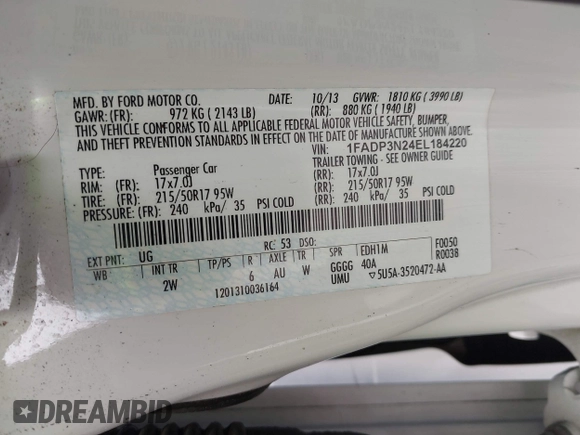 MFD. BY FORD MOTOR CO.
DATE: 10/13 GVWR: 1810 KG ( 3990 LB)
GAWR: (FR) 972 KG ( 2143 LB) (RR): 880 KG ( 1940 LB)
THIS VEHICLE CONFORMS TO ALL APPLICABLE FEDERAL MOTOR VEHICLE SAFETY, BUMPER,
AND THEFT PREVENTION STANDARDS IN EFFECT ON THE DATE OF MANUFACTURE SHOWN ABOVE.
VIN: 1FADP3N24EL184220
TYPE: Passenger Car TRAILER TOWING - SEE OWNER GUIDE
RIM: (FR) 17x7.0J (RR): 17x7.0J
TIRE: (FR) 215/50R17 95W (RR): 215/50R17 95W
PRESSURE: (FR) 240 kPa/ 35 PSI COLD (RR): 240 kPa/ 35 PSI COLD
EXT PNT: UG RC: 53 DSO:
EDH1M F0050
R0038
WB INT TR TP/PS R AXLE TR SPR
2W 6 AU W GGGG 40A
UMU
1201310036164
5U5A-3520472-AA
DREAMBID